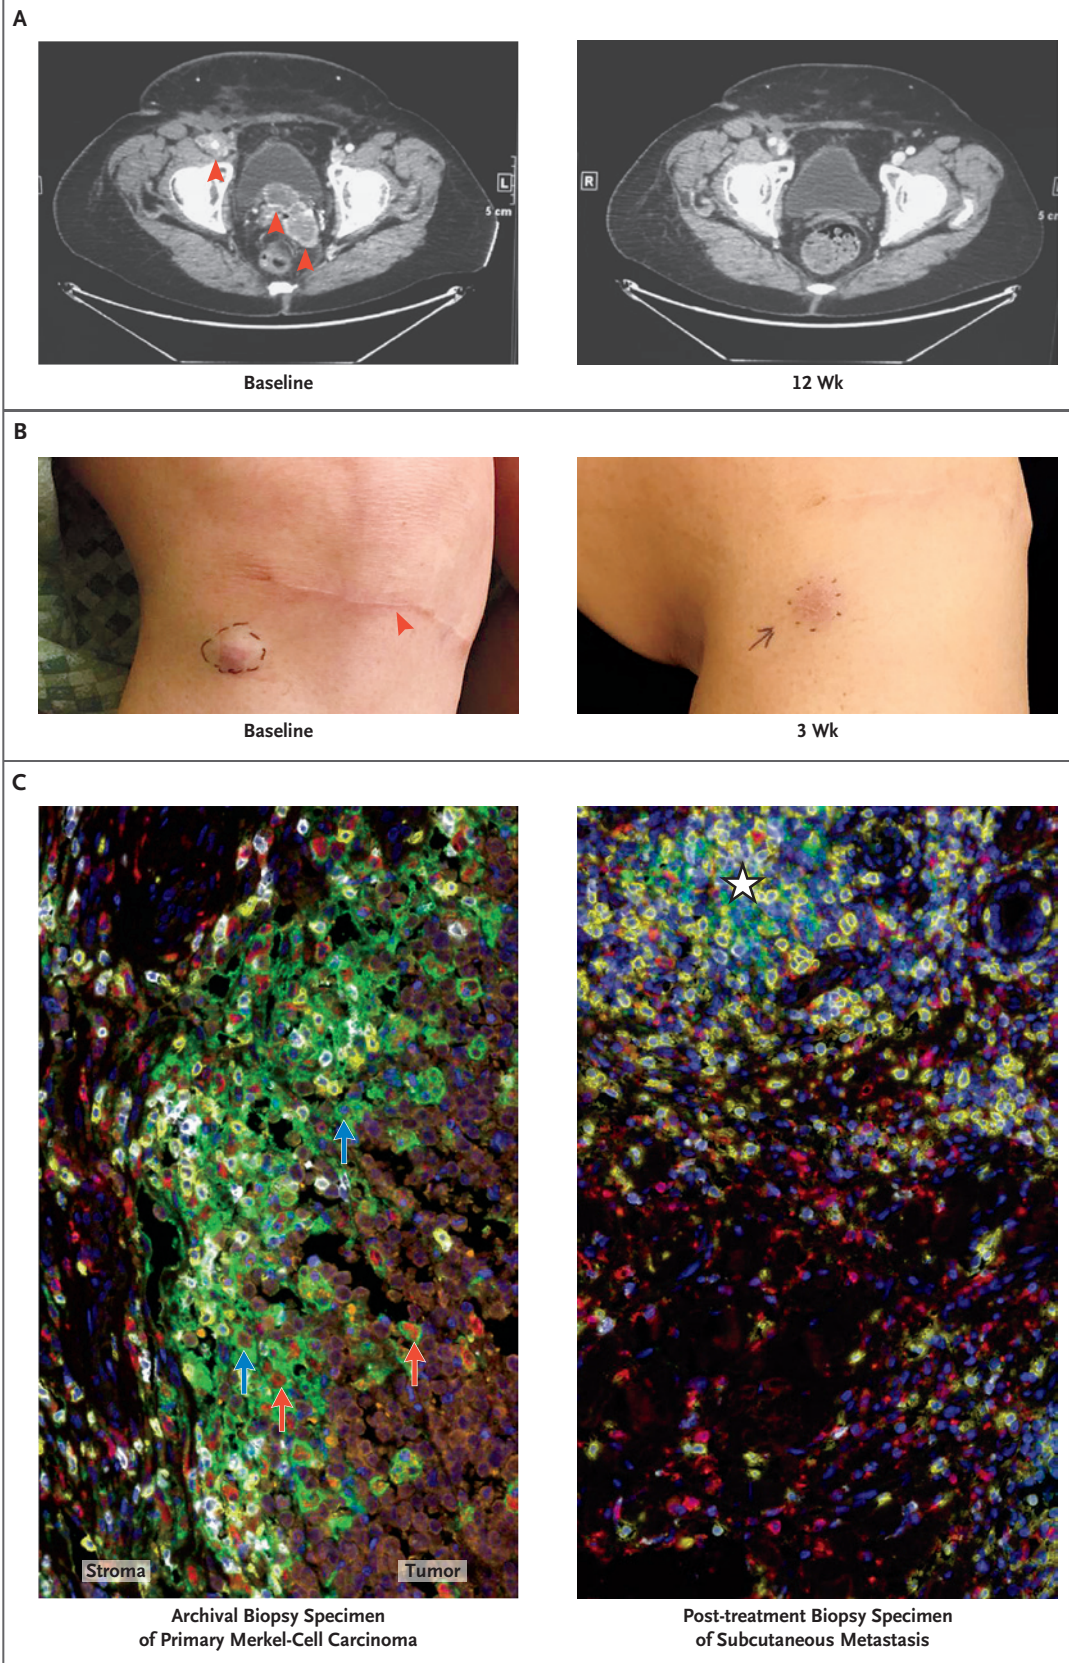 A
L
5 cm
R
5 cm
Baseline
12 Wk
B
Baseline
3 Wk
C
Stroma
Tumor
Archival Biopsy Specimen
of Primary Merkel-Cell Carcinoma
Post-treatment Biopsy Specimen
of Subcutaneous Metastasis